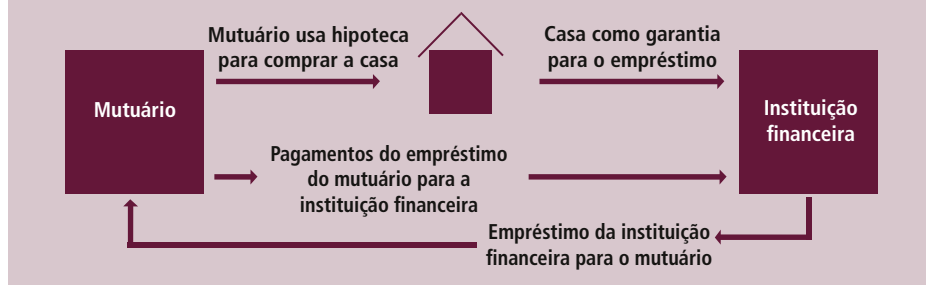 Mutuário usa hipoteca
para comprar a casa
Casa como garantia
para o empréstimo
Mutuário
Instituição
financeira
Pagamentos do empréstimo
do mutuário para a
instituição financeira
Empréstimo da instituição
financeira para o mutuário